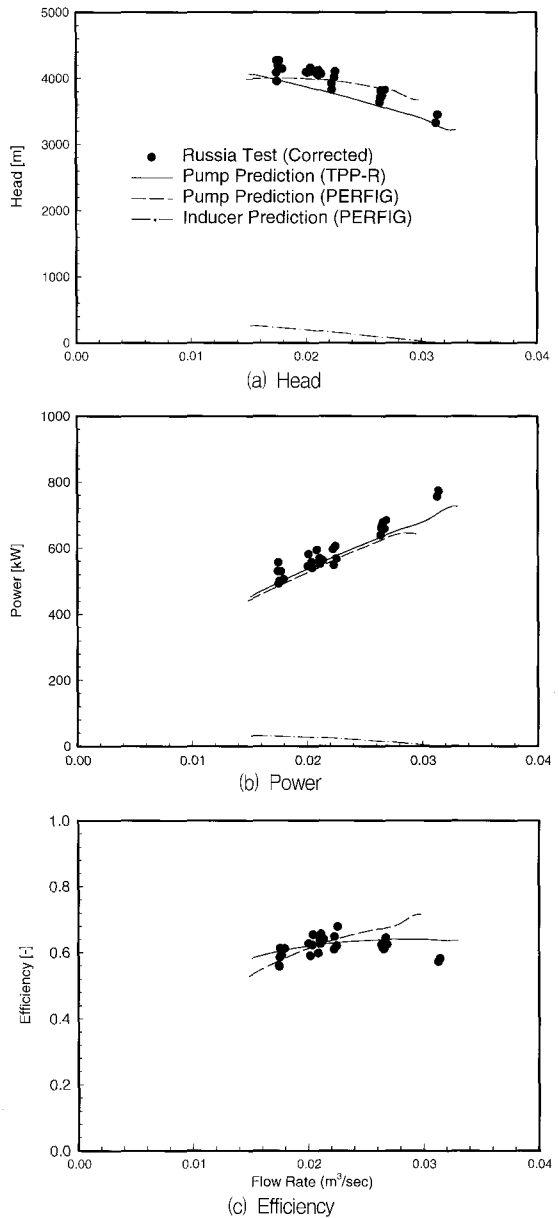 5000
4000
3000
2000
1000
0
Head [m]
Russia Test (Corrected)
Pump Prediction (TPP-R)
Pump Prediction (PERFIG)
Inducer Prediction (PERFIG)
0.00 0.01 0.02 0.03 0.04
(a) Head
1000
800
600
400
200
0
Power [kW]
0.00 0.01 0.02 0.03 0.04
(b) Power
1.0
0.8
0.6
0.4
0.2
0.0
Efficiency [-]
0.00 0.01 0.02 0.03 0.04
Flow Rate (m³/sec)
(c) Efficiency